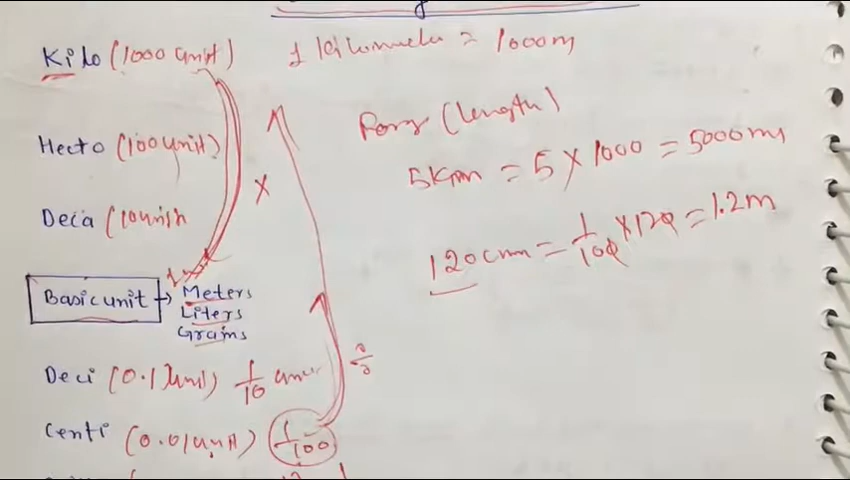 Kilo (1000 unit) 1 kilometer = 1000m
Hecto (100 unit)
For (length)
5km = 5 × 1000 = 5000m
Deca (10 unit
120cm = 1/100 × 120 = 1.2m
×
Basic unit → Meters
Liters
Grams
Deci (0.1 unit) 1/10 unit
÷
Centi (0.01 unit) 1/100